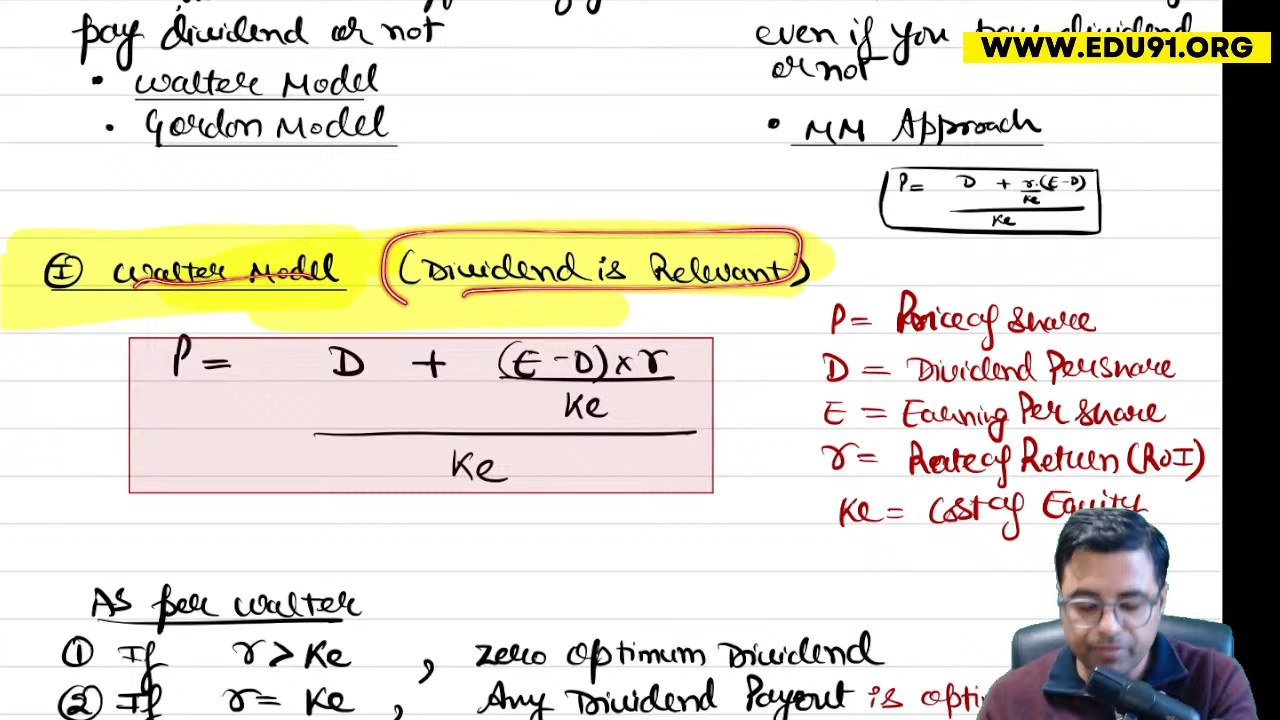 pay dividend or not
• Walter Model
• Gordon Model
even if you pay dividend
or not
• MM Approach
P= D + r/Ke (E-D)
Ke
WWW.EDU91.ORG
① Walter Model (Dividend is Relevant)
P= D + (E-D)×r
Ke
Ke
P= Price of share
D = Dividend Per share
E = Earning Per share
r= Rate of Return (RoI)
Ke = Cost of Equity
As per Walter
① If r > Ke , zero optimum Dividend
② If r = Ke , Any Dividend Payout is